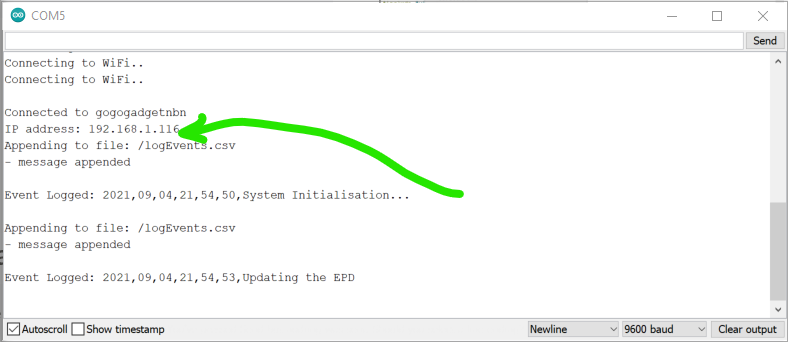 COM5
Send
Connecting to WiFi..
Connecting to WiFi..
Connected to gogogadgetnbn
IP address: 192.168.1.116
Appending to file: /logEvents.csv
- message appended
Event Logged: 2021,09,04,21,54,50,System Initialisation...
Appending to file: /logEvents.csv
- message appended
Event Logged: 2021,09,04,21,54,53,Updating the EPD
Autoscroll Show timestamp Newline 9600 baud Clear output